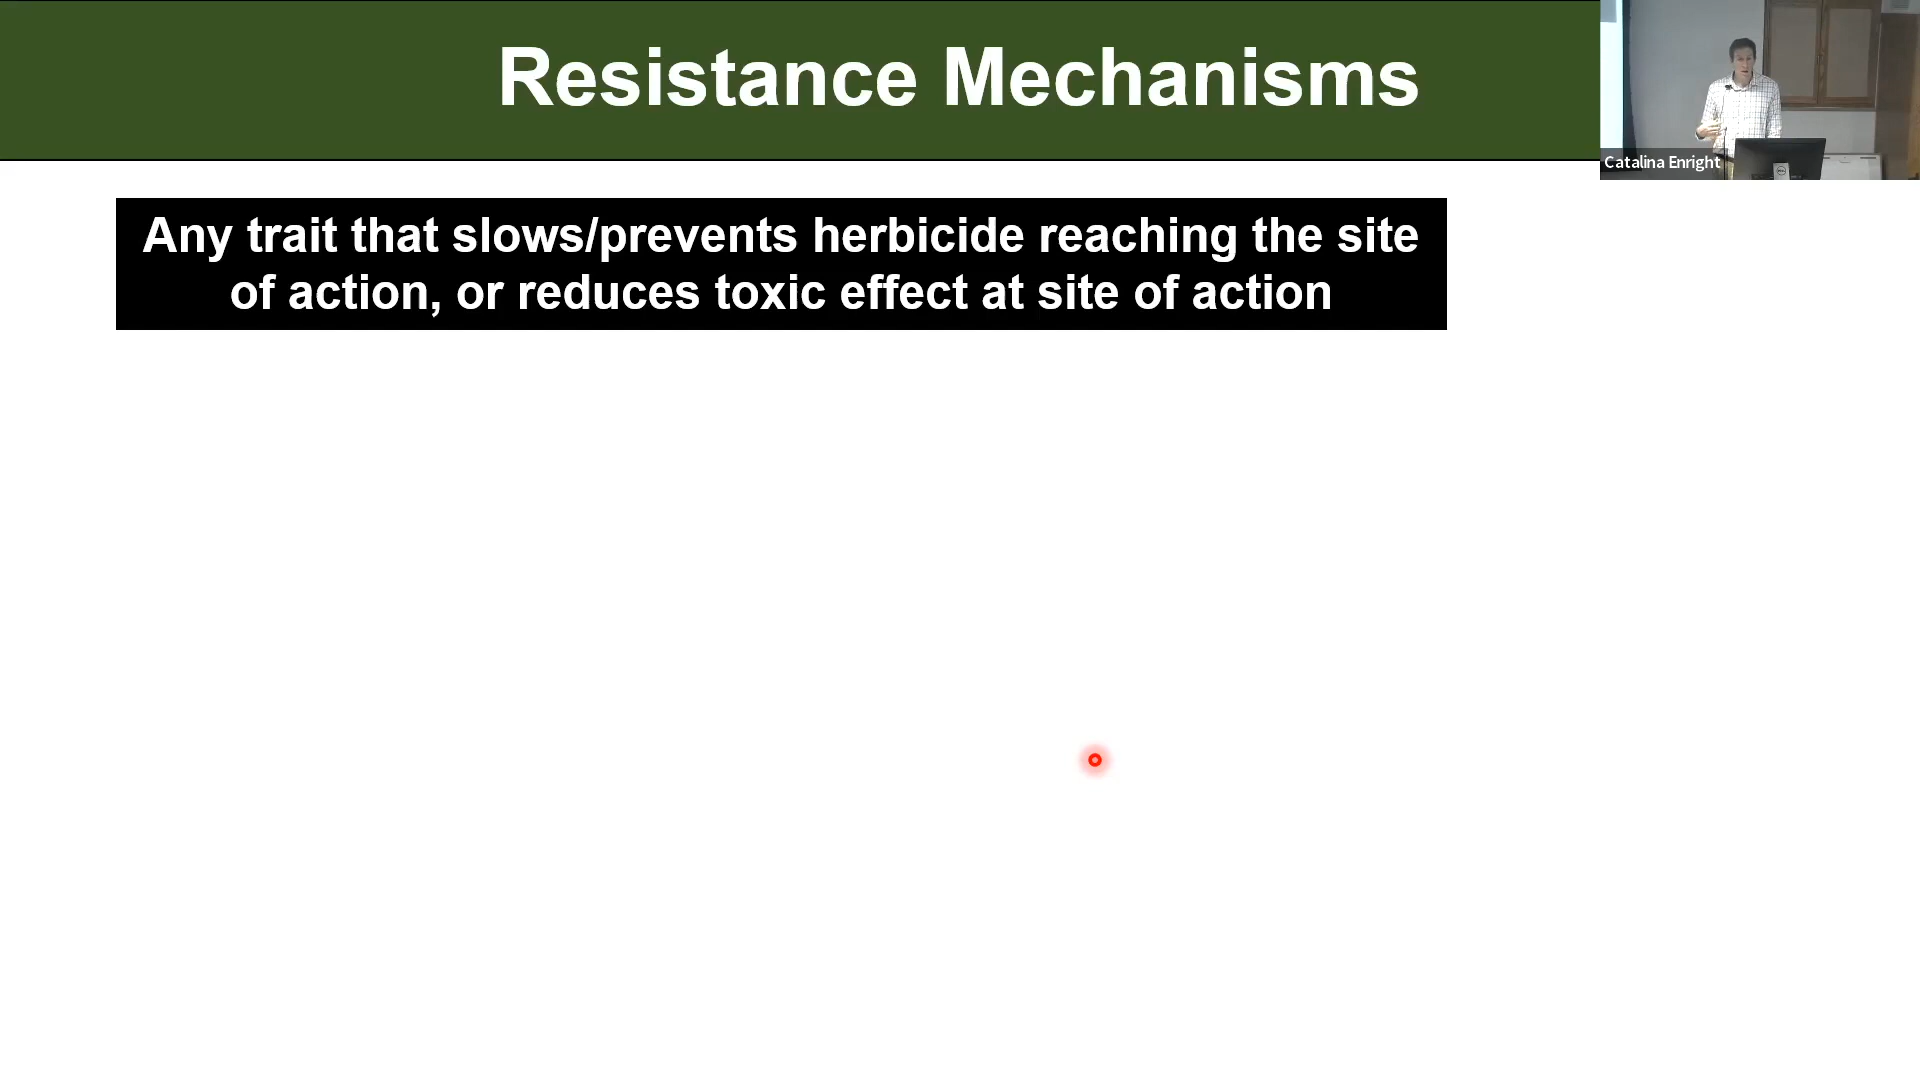 Resistance Mechanisms
Catalina Enright
Any trait that slows/prevents herbicide reaching the site
of action, or reduces toxic effect at site of action